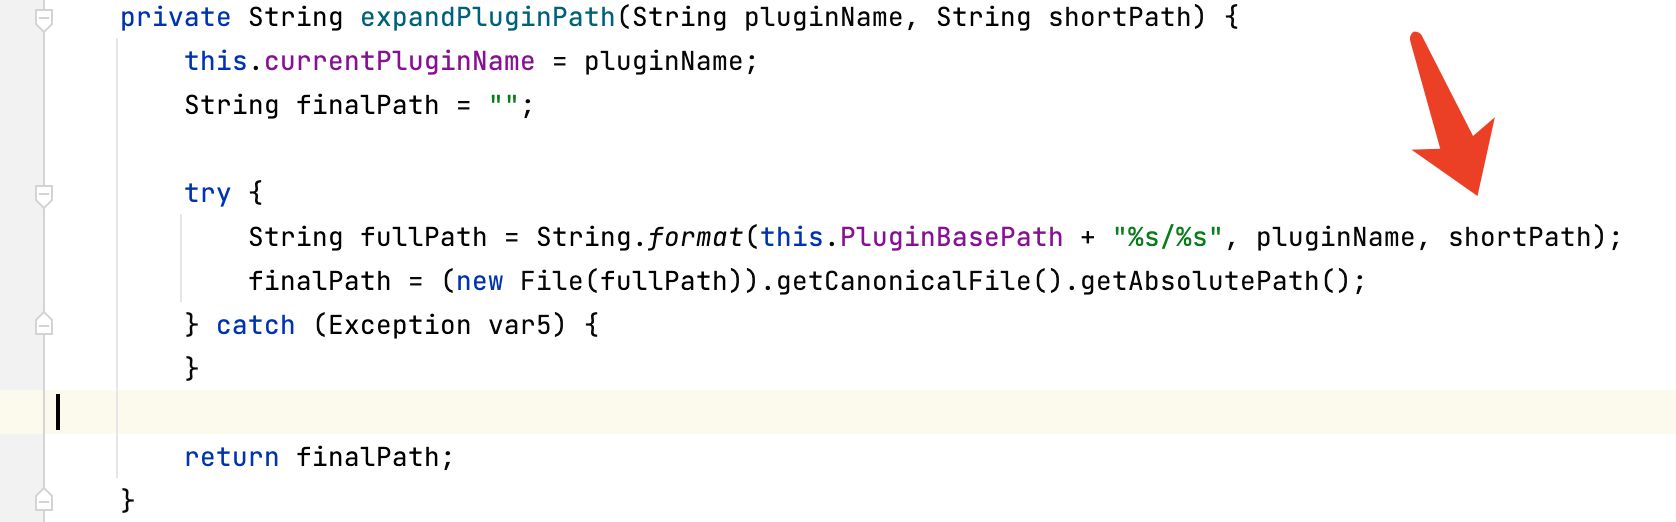 private String expandPluginPath(String pluginName, String shortPath) {
this.currentPluginName = pluginName;
String finalPath = "";
try {
String fullPath = String.format(this.PluginBasePath + "%s/%s", pluginName, shortPath);
finalPath = (new File(fullPath)).getCanonicalFile().getAbsolutePath();
} catch (Exception var5) {
}
return finalPath;
}